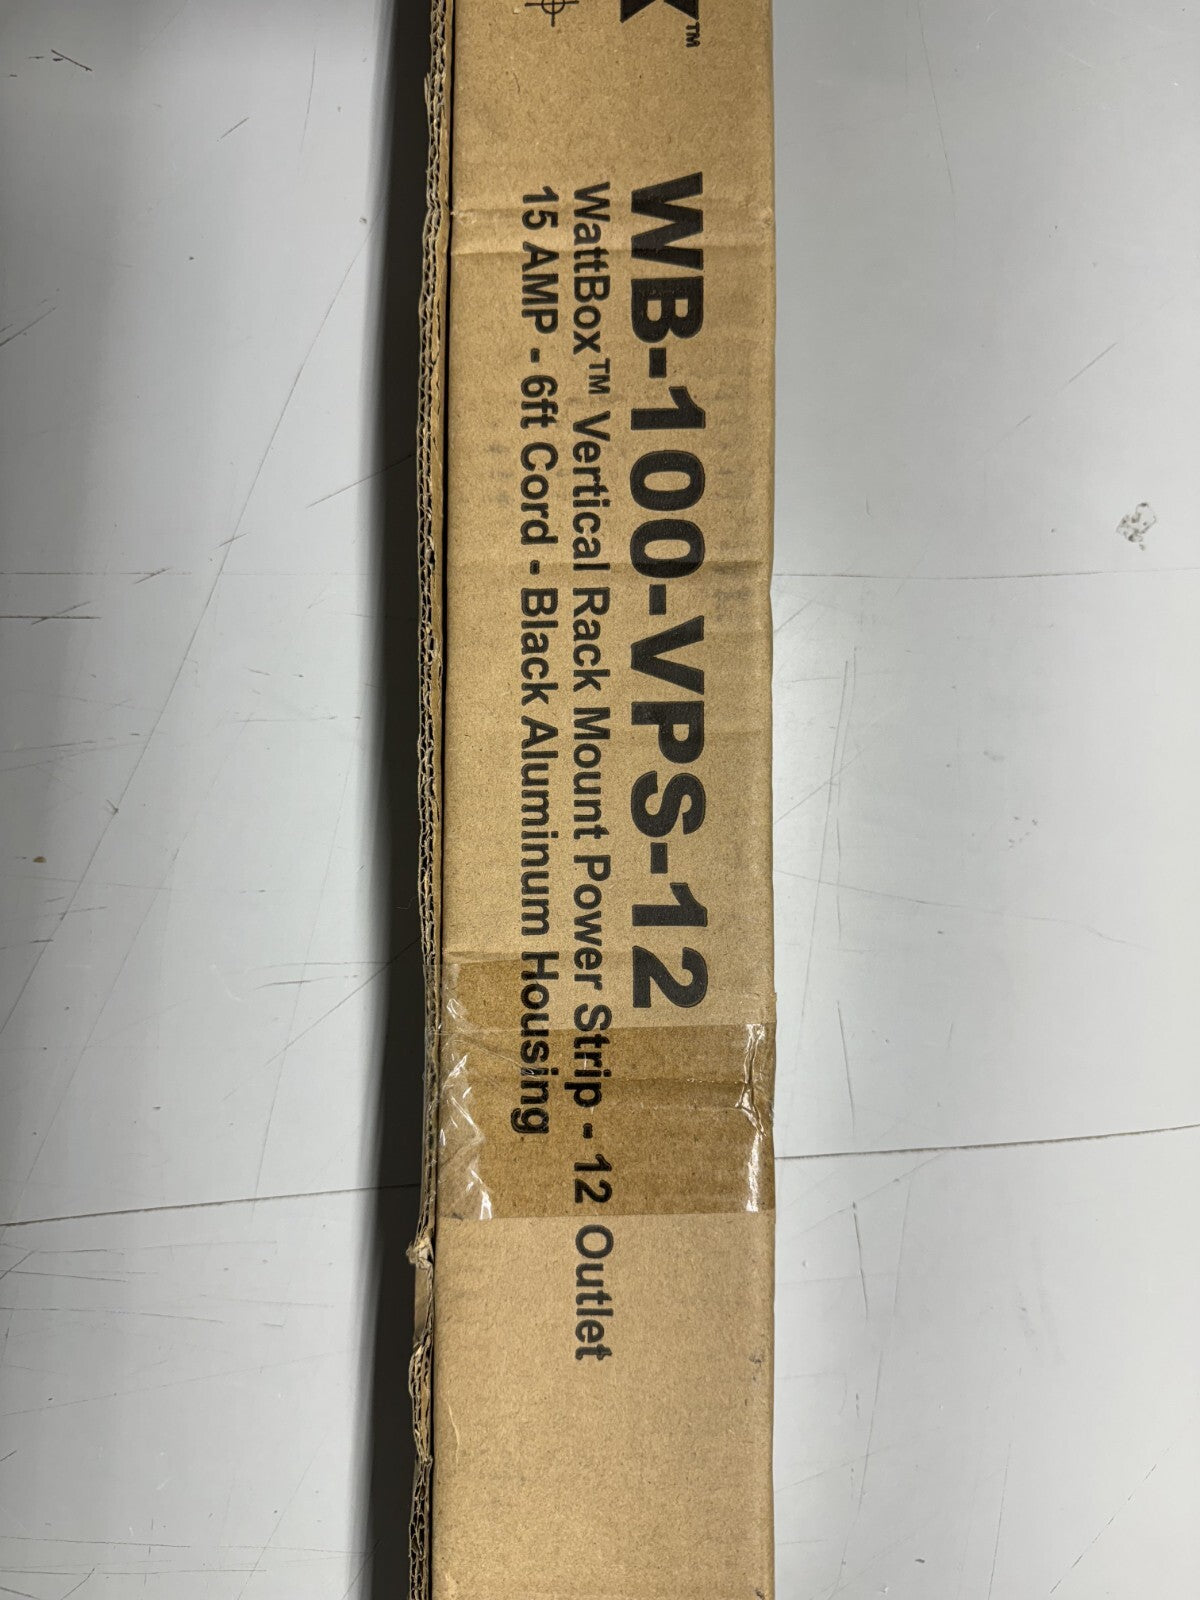 ™
WB-100-VPS-12
WattBox™ Vertical Rack Mount Power Strip - 12 Outlet
15 AMP - 6ft Cord - Black Aluminum Housing